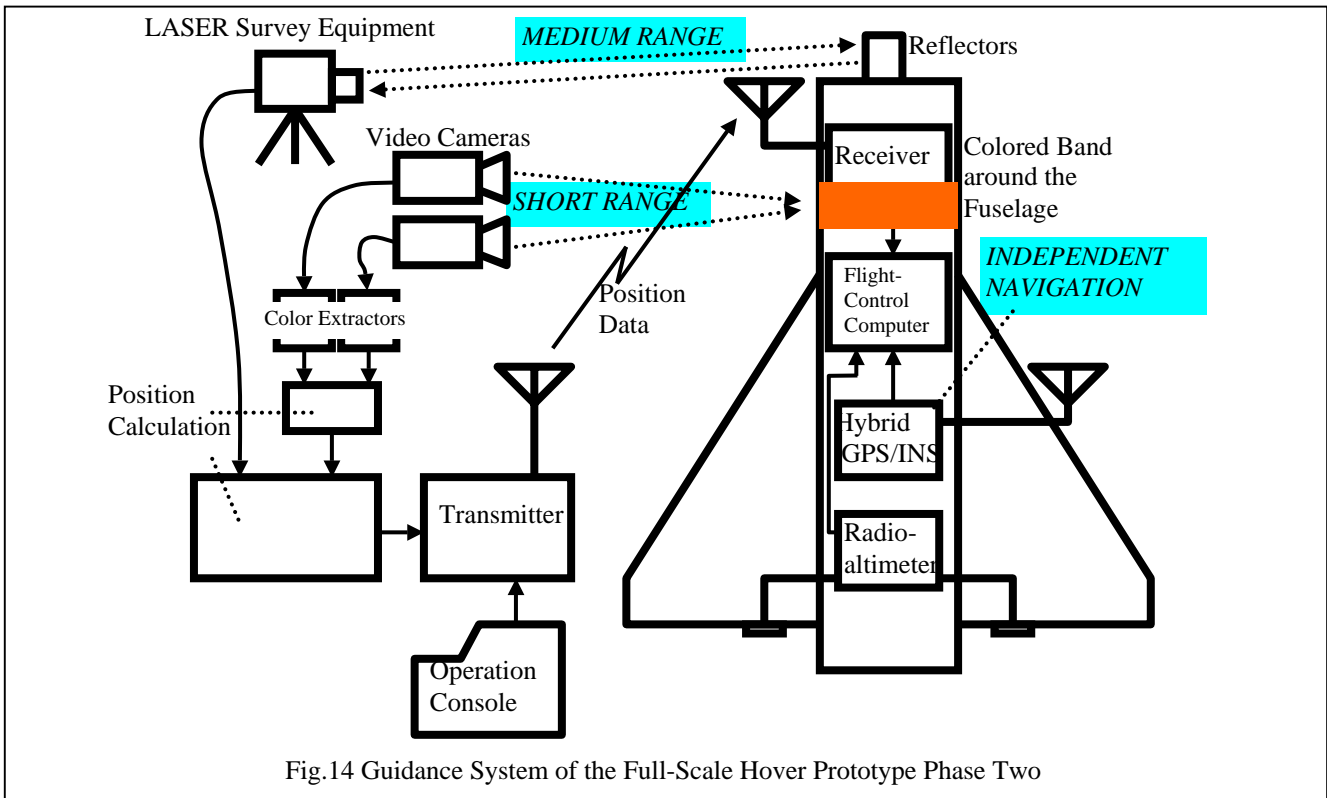 LASER Survey Equipment
MEDIUM RANGE
Reflectors
Video Cameras
Receiver
Colored Band
around the
Fuselage
SHORT RANGE
INDEPENDENT
NAVIGATION
Flight-
Control
Computer
Position
Data
Color Extractors
Position
Calculation
Hybrid
GPS/INS
Transmitter
Radio-
altimeter
Operation
Console
Fig.14 Guidance System of the Full-Scale Hover Prototype Phase Two